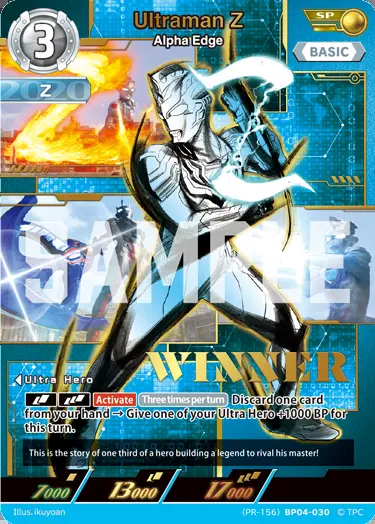 3
Ultraman Z
Alpha Edge
SP
BASIC
2020
Z
SAMPLE
WINNER
Ultra Hero
Activate Three times per turn Discard one card
from your hand → Give one of your Ultra Hero +1000 BP for
this turn.
This is the story of one third of a hero building a legend to rival his master!
7000 13000 17000
Illus. Ikuyoan (PR-156) BP04-030 © TPC